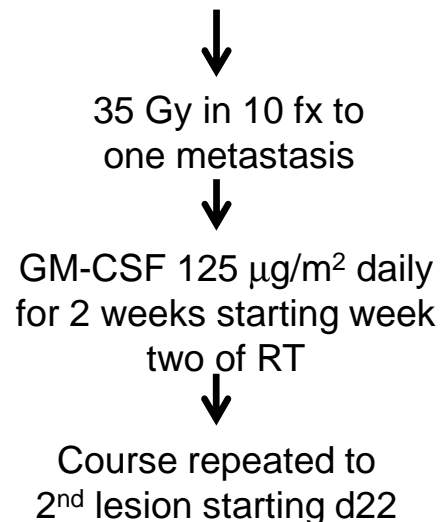 35 Gy in 10 fx to
one metastasis
GM-CSF 125 μg/m² daily
for 2 weeks starting week
two of RT
Course repeated to
2ⁿᵈ lesion starting d22